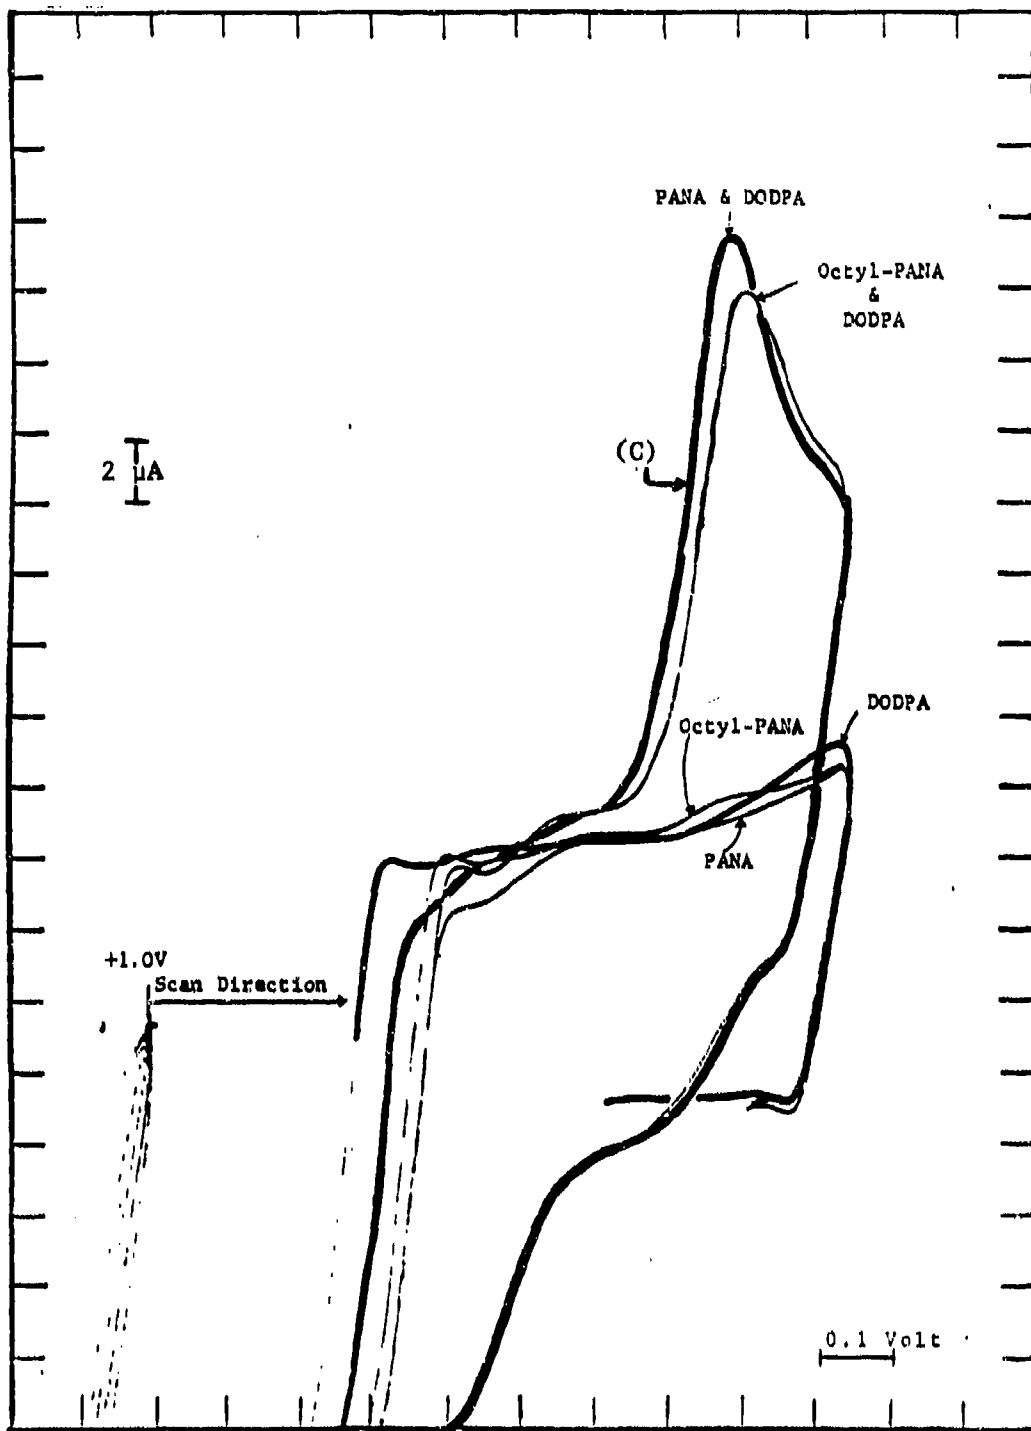 PANA & DODPA
Octyl-PANA
&
DODPA
(C)
2 μA
DODPA
Octyl-PANA
PANA
+1.0V
Scan Direction
0.1 Volt